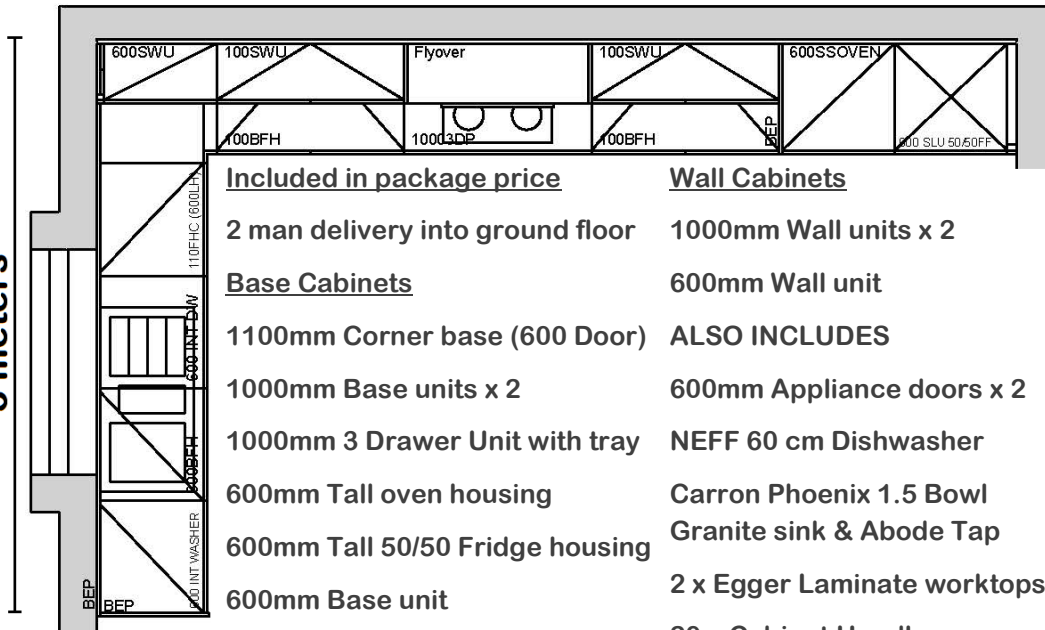 600SWU 100SWU Flyover 100SWU 600SSOVEN
100BFH 10003DP 100BFH BEP 600 SLU 50/50FF
110FHC (600LH)
600 INT DW
600BFH
600 INT WASHER
BEP
BEP
meters
Included in package price
2 man delivery into ground floor
Base Cabinets
1100mm Corner base (600 Door)
1000mm Base units x 2
1000mm 3 Drawer Unit with tray
600mm Tall oven housing
600mm Tall 50/50 Fridge housing
600mm Base unit
Wall Cabinets
1000mm Wall units x 2
600mm Wall unit
ALSO INCLUDES
600mm Appliance doors x 2
NEFF 60 cm Dishwasher
Carron Phoenix 1.5 Bowl
Granite sink & Abode Tap
2 x Egger Laminate worktops